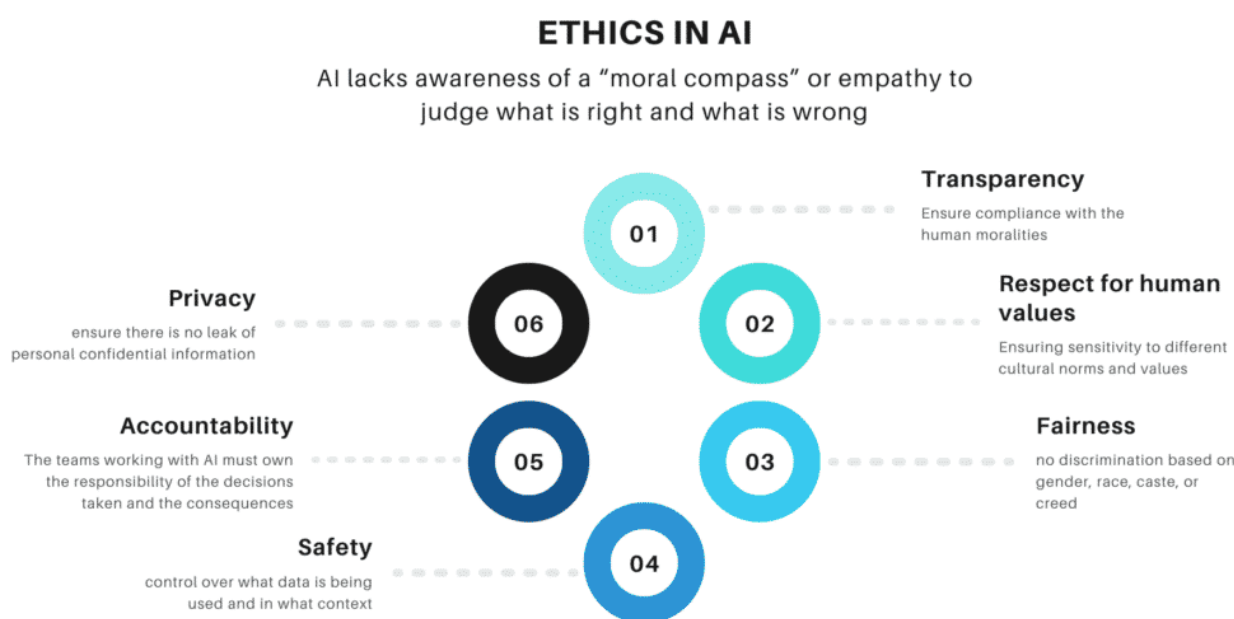 ETHICS IN AI
AI lacks awareness of a “moral compass” or empathy to
judge what is right and what is wrong
01
Transparency
Ensure compliance with the
human moralities
02
Respect for human
values
Ensuring sensitivity to different
cultural norms and values
03
Fairness
no discrimination based on
gender, race, caste, or
creed
04
Safety
control over what data is being
used and in what context
05
Accountability
The teams working with AI must own
the responsibility of the decisions
taken and the consequences
06
Privacy
ensure there is no leak of
personal confidential information